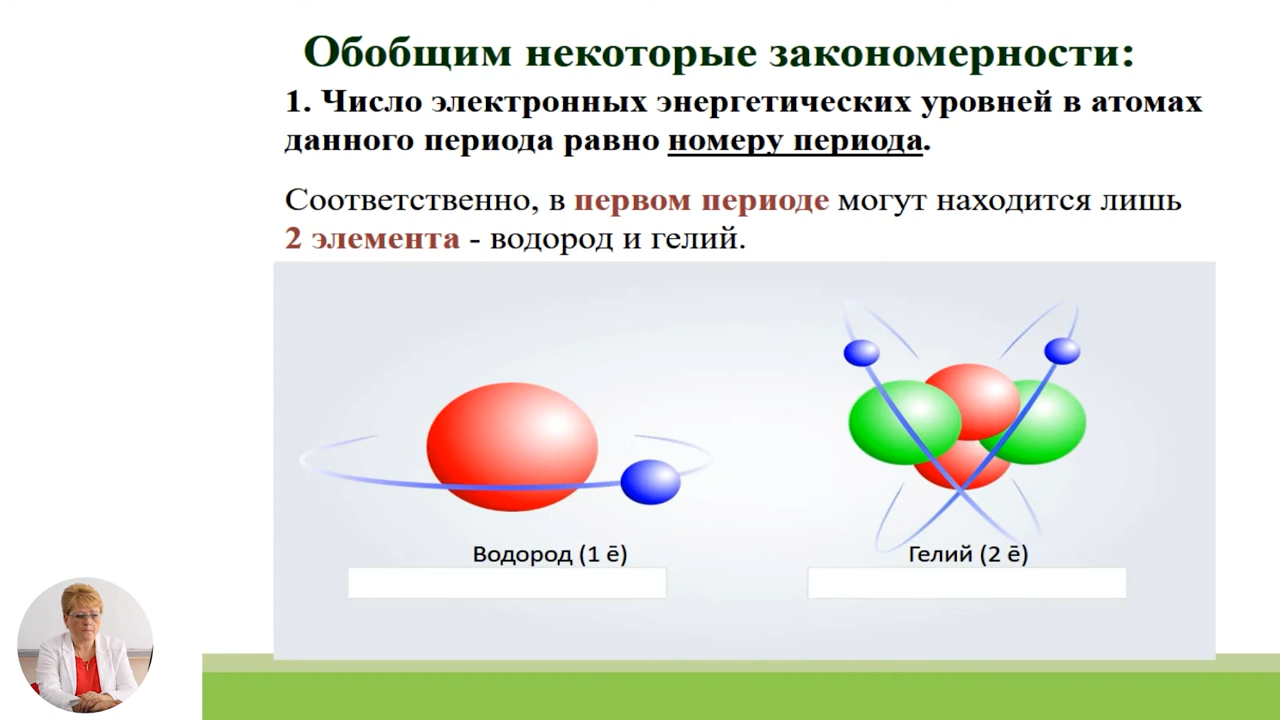 Обобщим некоторые закономерности:
1. Число электронных энергетических уровней в атомах
данного периода равно номеру периода.
Соответственно, в первом периоде могут находится лишь
2 элемента - водород и гелий.
Водород (1 ē)
Гелий (2 ē)